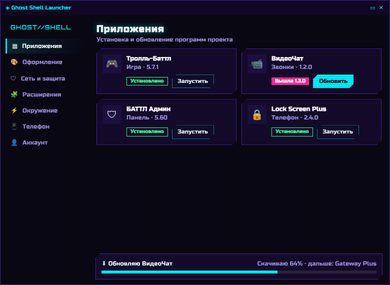 Ghost Shell Launcher
GHOST//SHELL
Приложения
Оформление
Сеть и защита
Расширения
Окружение
Телефон
Аккаунт
Приложения
Установка и обновление программ проекта
Тролль-Баттл
Игра · 5.7.1
Установлено
Запустить
ВидеоЧат
Звонки · 1.2.0
Вышла 1.3.0
Обновить
БАТТЛ Админ
Панель · 5.60
Установлено
Запустить
Lock Screen Plus
Телефон · 2.4.0
Установлено
Запустить
⬇ Обновляю ВидеоЧат
Скачиваю 64% · дальше: Gateway Plus